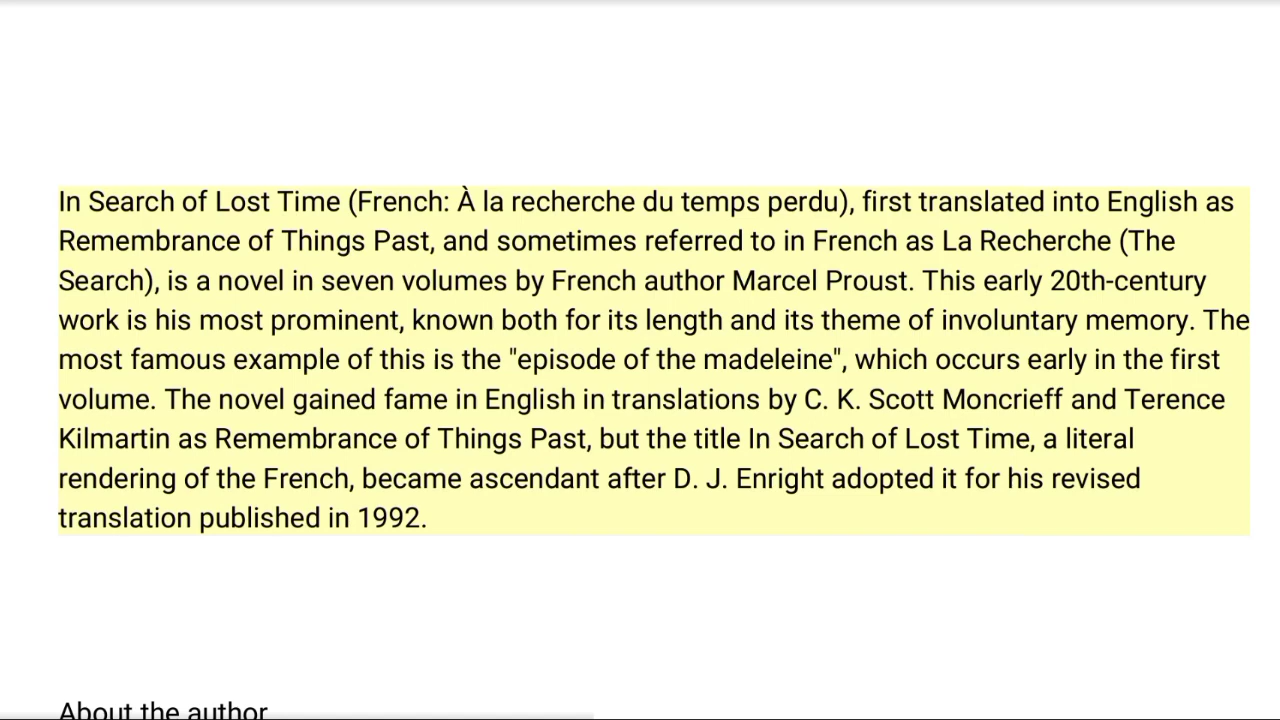 In Search of Lost Time (French: À la recherche du temps perdu), first translated into English as
Remembrance of Things Past, and sometimes referred to in French as La Recherche (The
Search), is a novel in seven volumes by French author Marcel Proust. This early 20th-century
work is his most prominent, known both for its length and its theme of involuntary memory. The
most famous example of this is the "episode of the madeleine", which occurs early in the first
volume. The novel gained fame in English in translations by C. K. Scott Moncrieff and Terence
Kilmartin as Remembrance of Things Past, but the title In Search of Lost Time, a literal
rendering of the French, became ascendant after D. J. Enright adopted it for his revised
translation published in 1992.
About the author